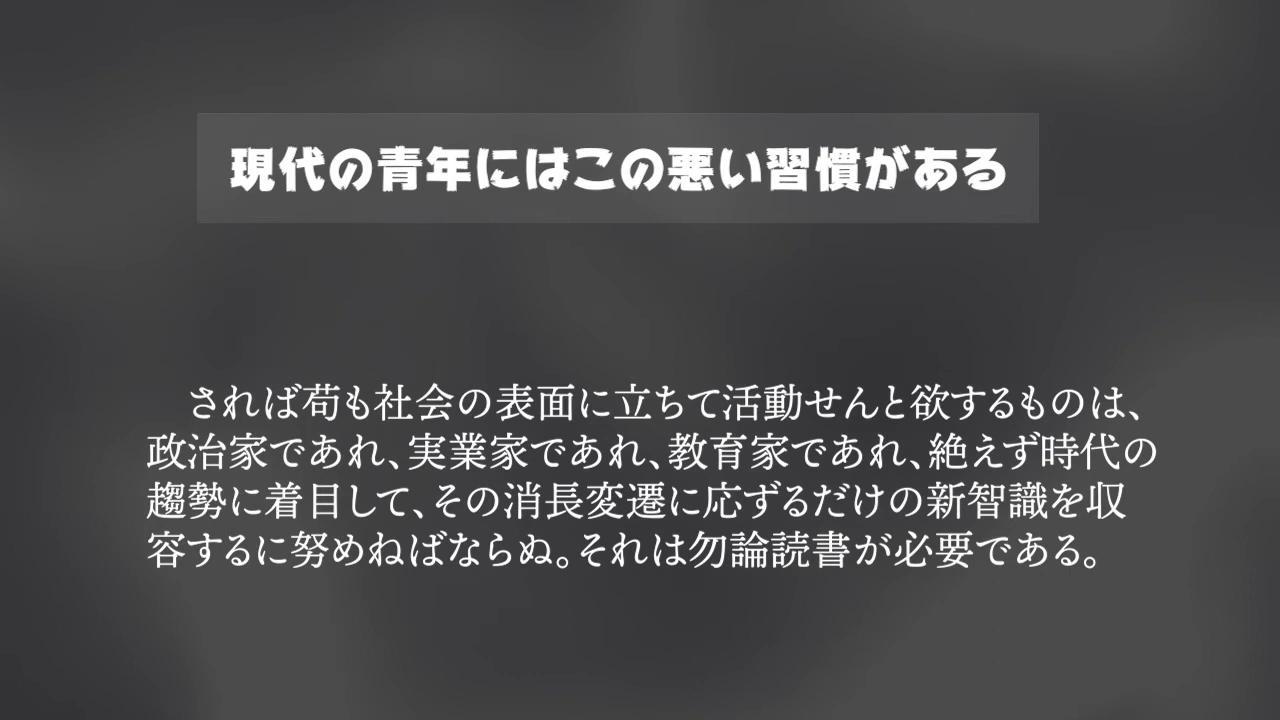 現代の青年にはこの悪い習慣がある
　されば苟も社会の表面に立ちて活動せんと欲するものは、
政治家であれ、実業家であれ、教育家であれ、絶えず時代の
趨勢に着目して、その消長変遷に応ずるだけの新智識を収
容するに努めねばならぬ。それは勿論読書が必要である。